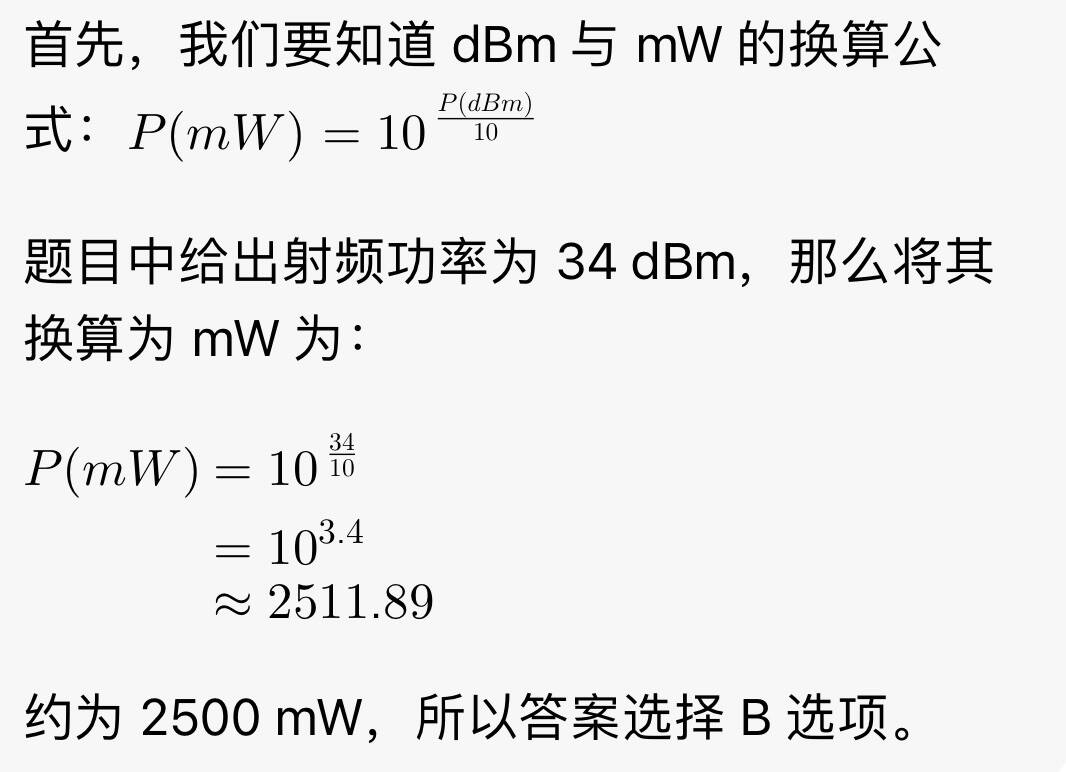 首先，我们要知道 dBm 与 mW 的换算公
式：P(mW) = 10^{\frac{P(dBm)}{10}}
题目中给出射频功率为 34 dBm，那么将其
换算为 mW 为：
P(mW) = 10^{\frac{34}{10}}
= 10^{3.4}
≈ 2511.89
约为 2500 mW，所以答案选择 B 选项。